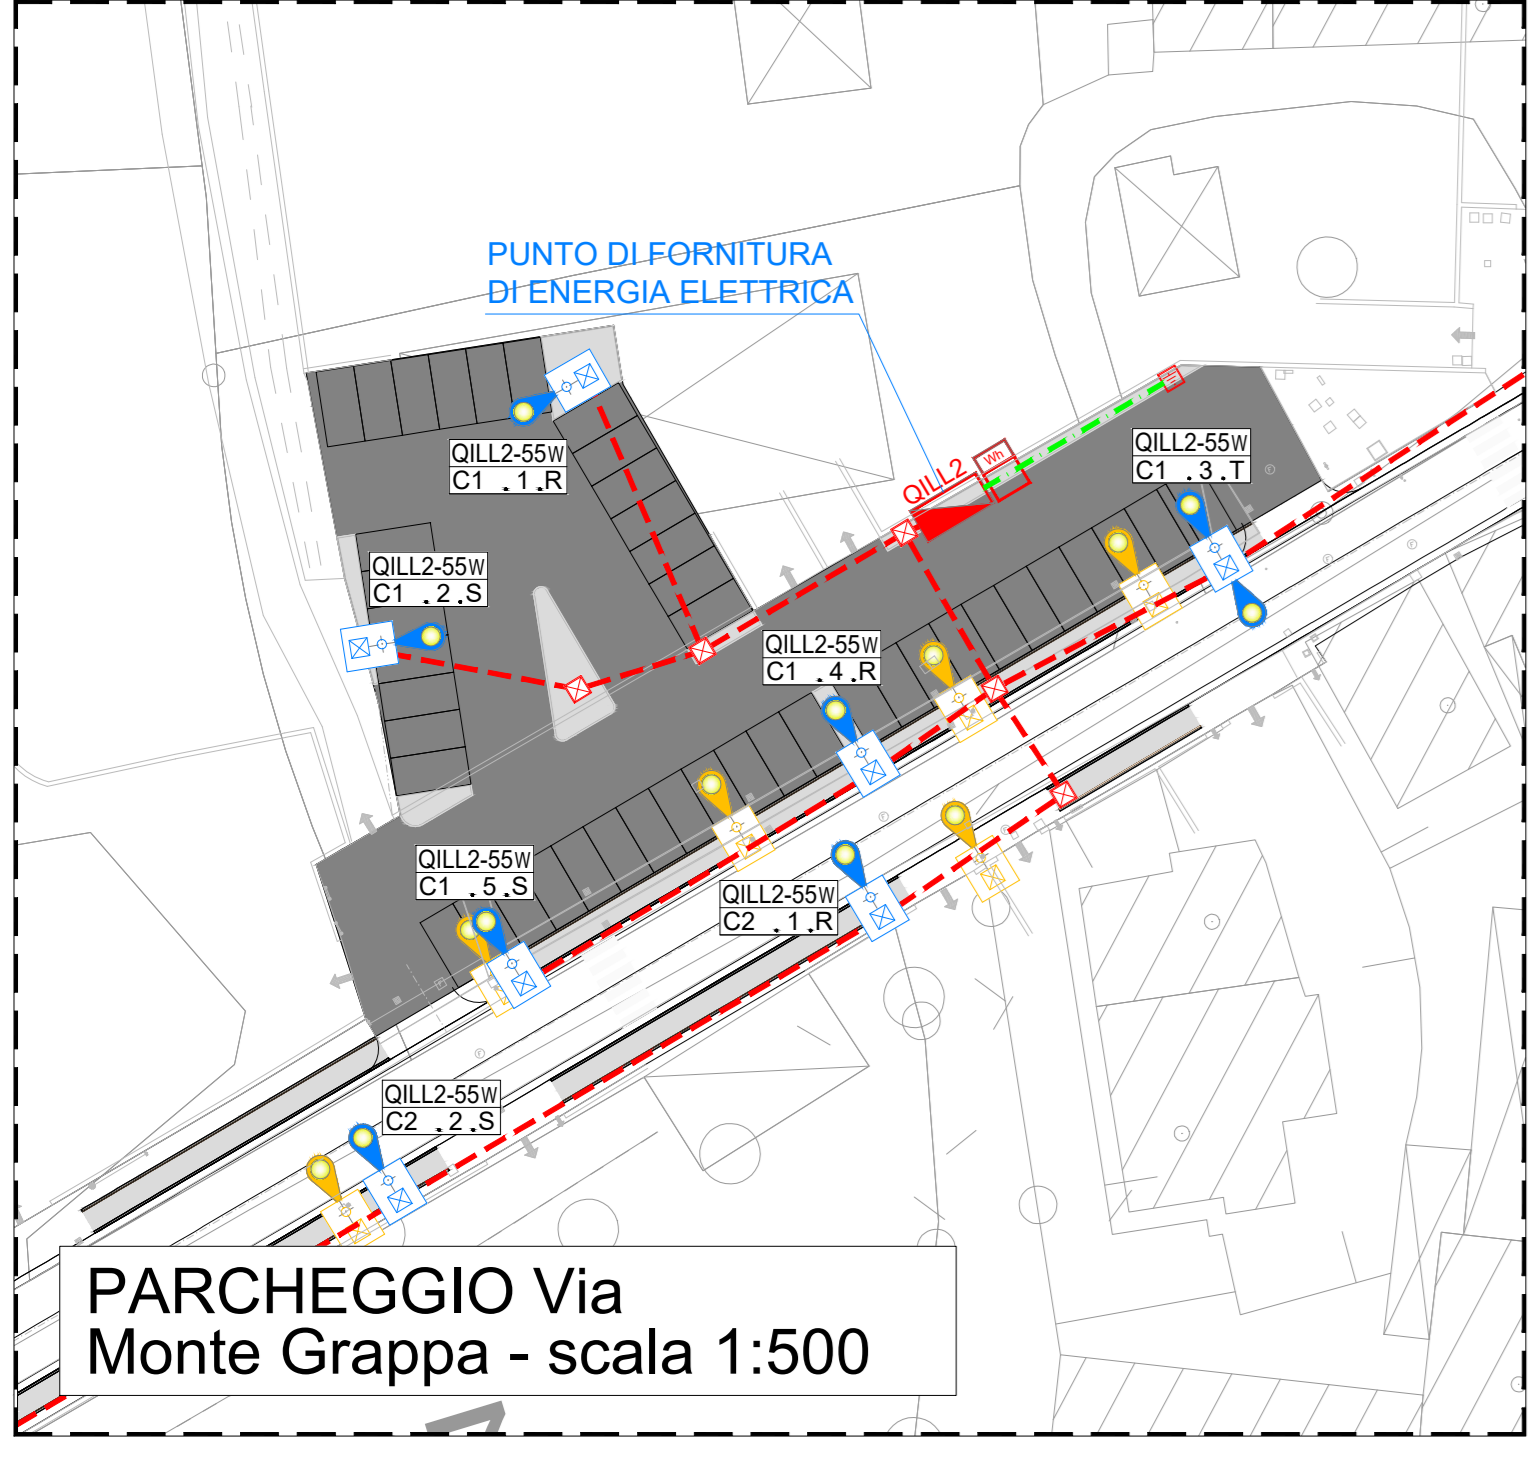 PUNTO DI FORNITURA
DI ENERGIA ELETTRICA
QILL2-55W
C1 .1.R
QILL2
Wh
QILL2-55W
C1 .3.T
QILL2-55W
C1 .2.S
QILL2-55W
C1 .4.R
QILL2-55W
C1 .5.S
QILL2-55W
C2 .1.R
QILL2-55W
C2 .2.S
PARCHEGGIO Via
Monte Grappa - scala 1:500